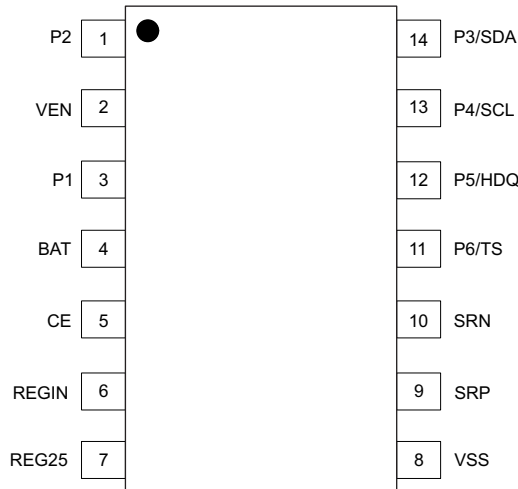 P2 1 14 P3/SDA
VEN 2 13 P4/SCL
P1 3 12 P5/HDQ
BAT 4 11 P6/TS
CE 5 10 SRN
REGIN 6 9 SRP
REG25 7 8 VSS